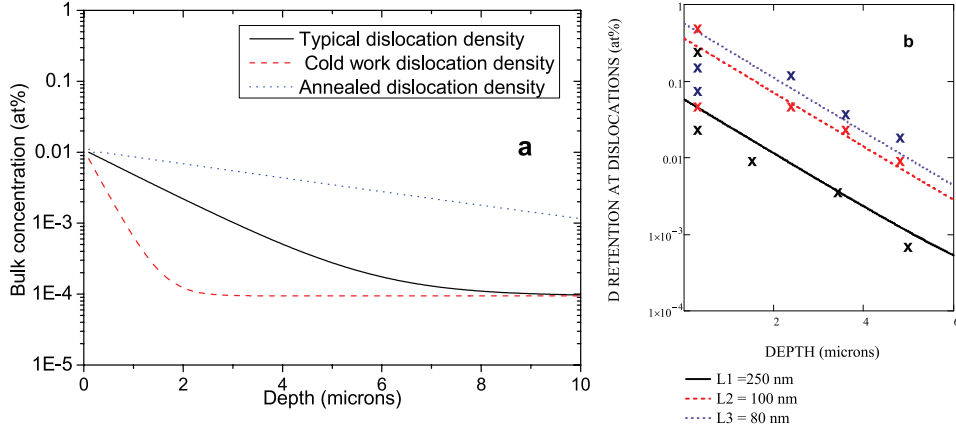 1
0.1
0.01
1E-3
1E-4
1E-5
Bulk concentration (at%)
Typical dislocation density
Cold work dislocation density
Annealed dislocation density
a
0 2 4 6 8 10
Depth (microns)
b
D RETENTION AT DISLOCATIONS (at%)
1
0.1
0.01
1×10⁻³
1×10⁻⁴
x x x x x x x x x x x x x x x
2 4 6
DEPTH (microns)
L1 =250 nm
L2 = 100 nm
L3 = 80 nm